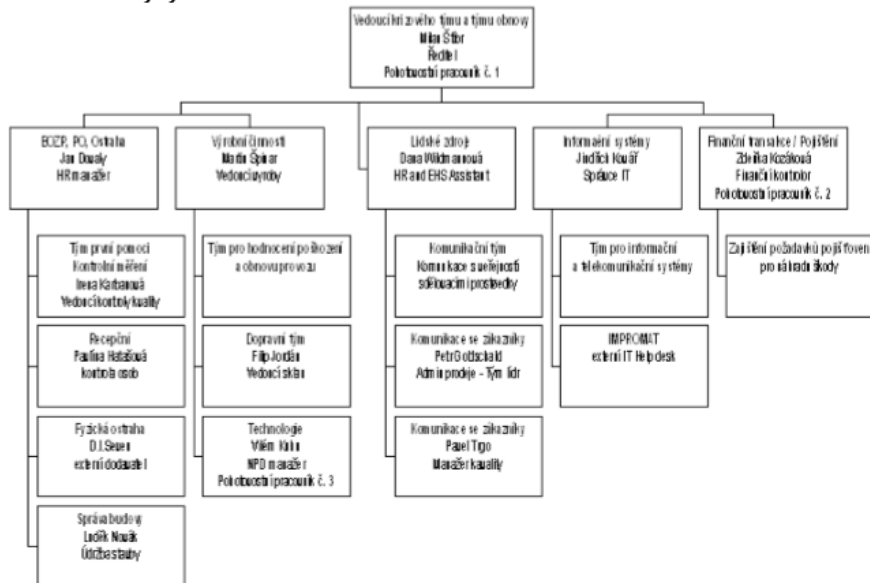 Vedoucí krizového týmu a týmu obnovy
Milan Štibr
Ředitel
Pohotovostní pracovník č. 1
BOZP, PO, Ostraha
Jan
HR manažer
Výrobní činnosti
Martin Špinar
Vedoucí výroby
Lidské zdroje
Dana Wildmannová
HR and EHS Assistant
Informační systémy
Jindřich Kovář
Správce IT
Finanční transakce / Pojištění
Zdeňka Kozáková
Finanční kontrolor
Pohotovostní pracovník č. 2
Tým první pomoci
Kontrolní měření
Irena Karbanová
Vedoucí kontroly kvality
Recepční
Paulína
kontrola osob
Fyzická ostraha
D.I.Seven
externí dodavatel
Správa budovy
Luděk Novák
Údržba stavby
Tým pro hodnocení poškození
a obnovu provozu
Dopravní tým
Filip Jordán
Vedoucí skladu
Technologie
Vilém
NPD manažer
Pohotovostní pracovník č. 3
Komunikační tým
Komunikace s veřejností
sdělovacími prostředky
Komunikace se zákazníky
Petr Gottschald
Admin prodeje - Tým lídr
Komunikace se zákazníky
Pavel
Manažer kvality
Tým pro informační
a telekomunikační systémy
IMPROMAT
externí IT Helpdesk
Zajištění požadavků pojišťoven
pro náhradu škody